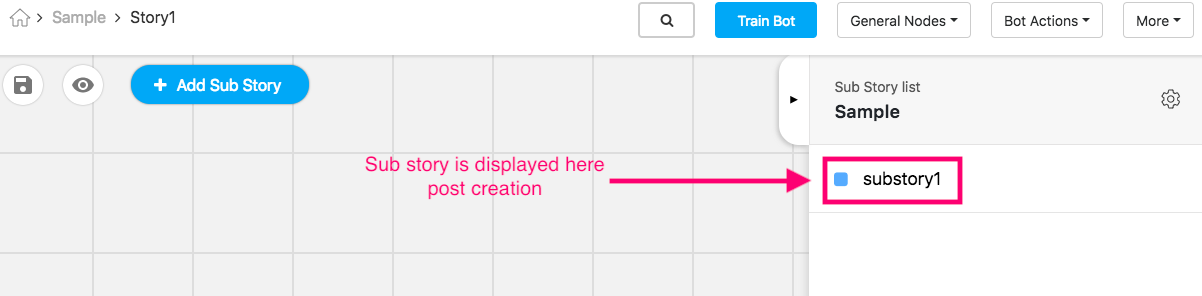 Sample > Story1
Train Bot
General Nodes
Bot Actions
More
+ Add Sub Story
Sub Story list
Sample
Sub story is displayed here
post creation
substory1